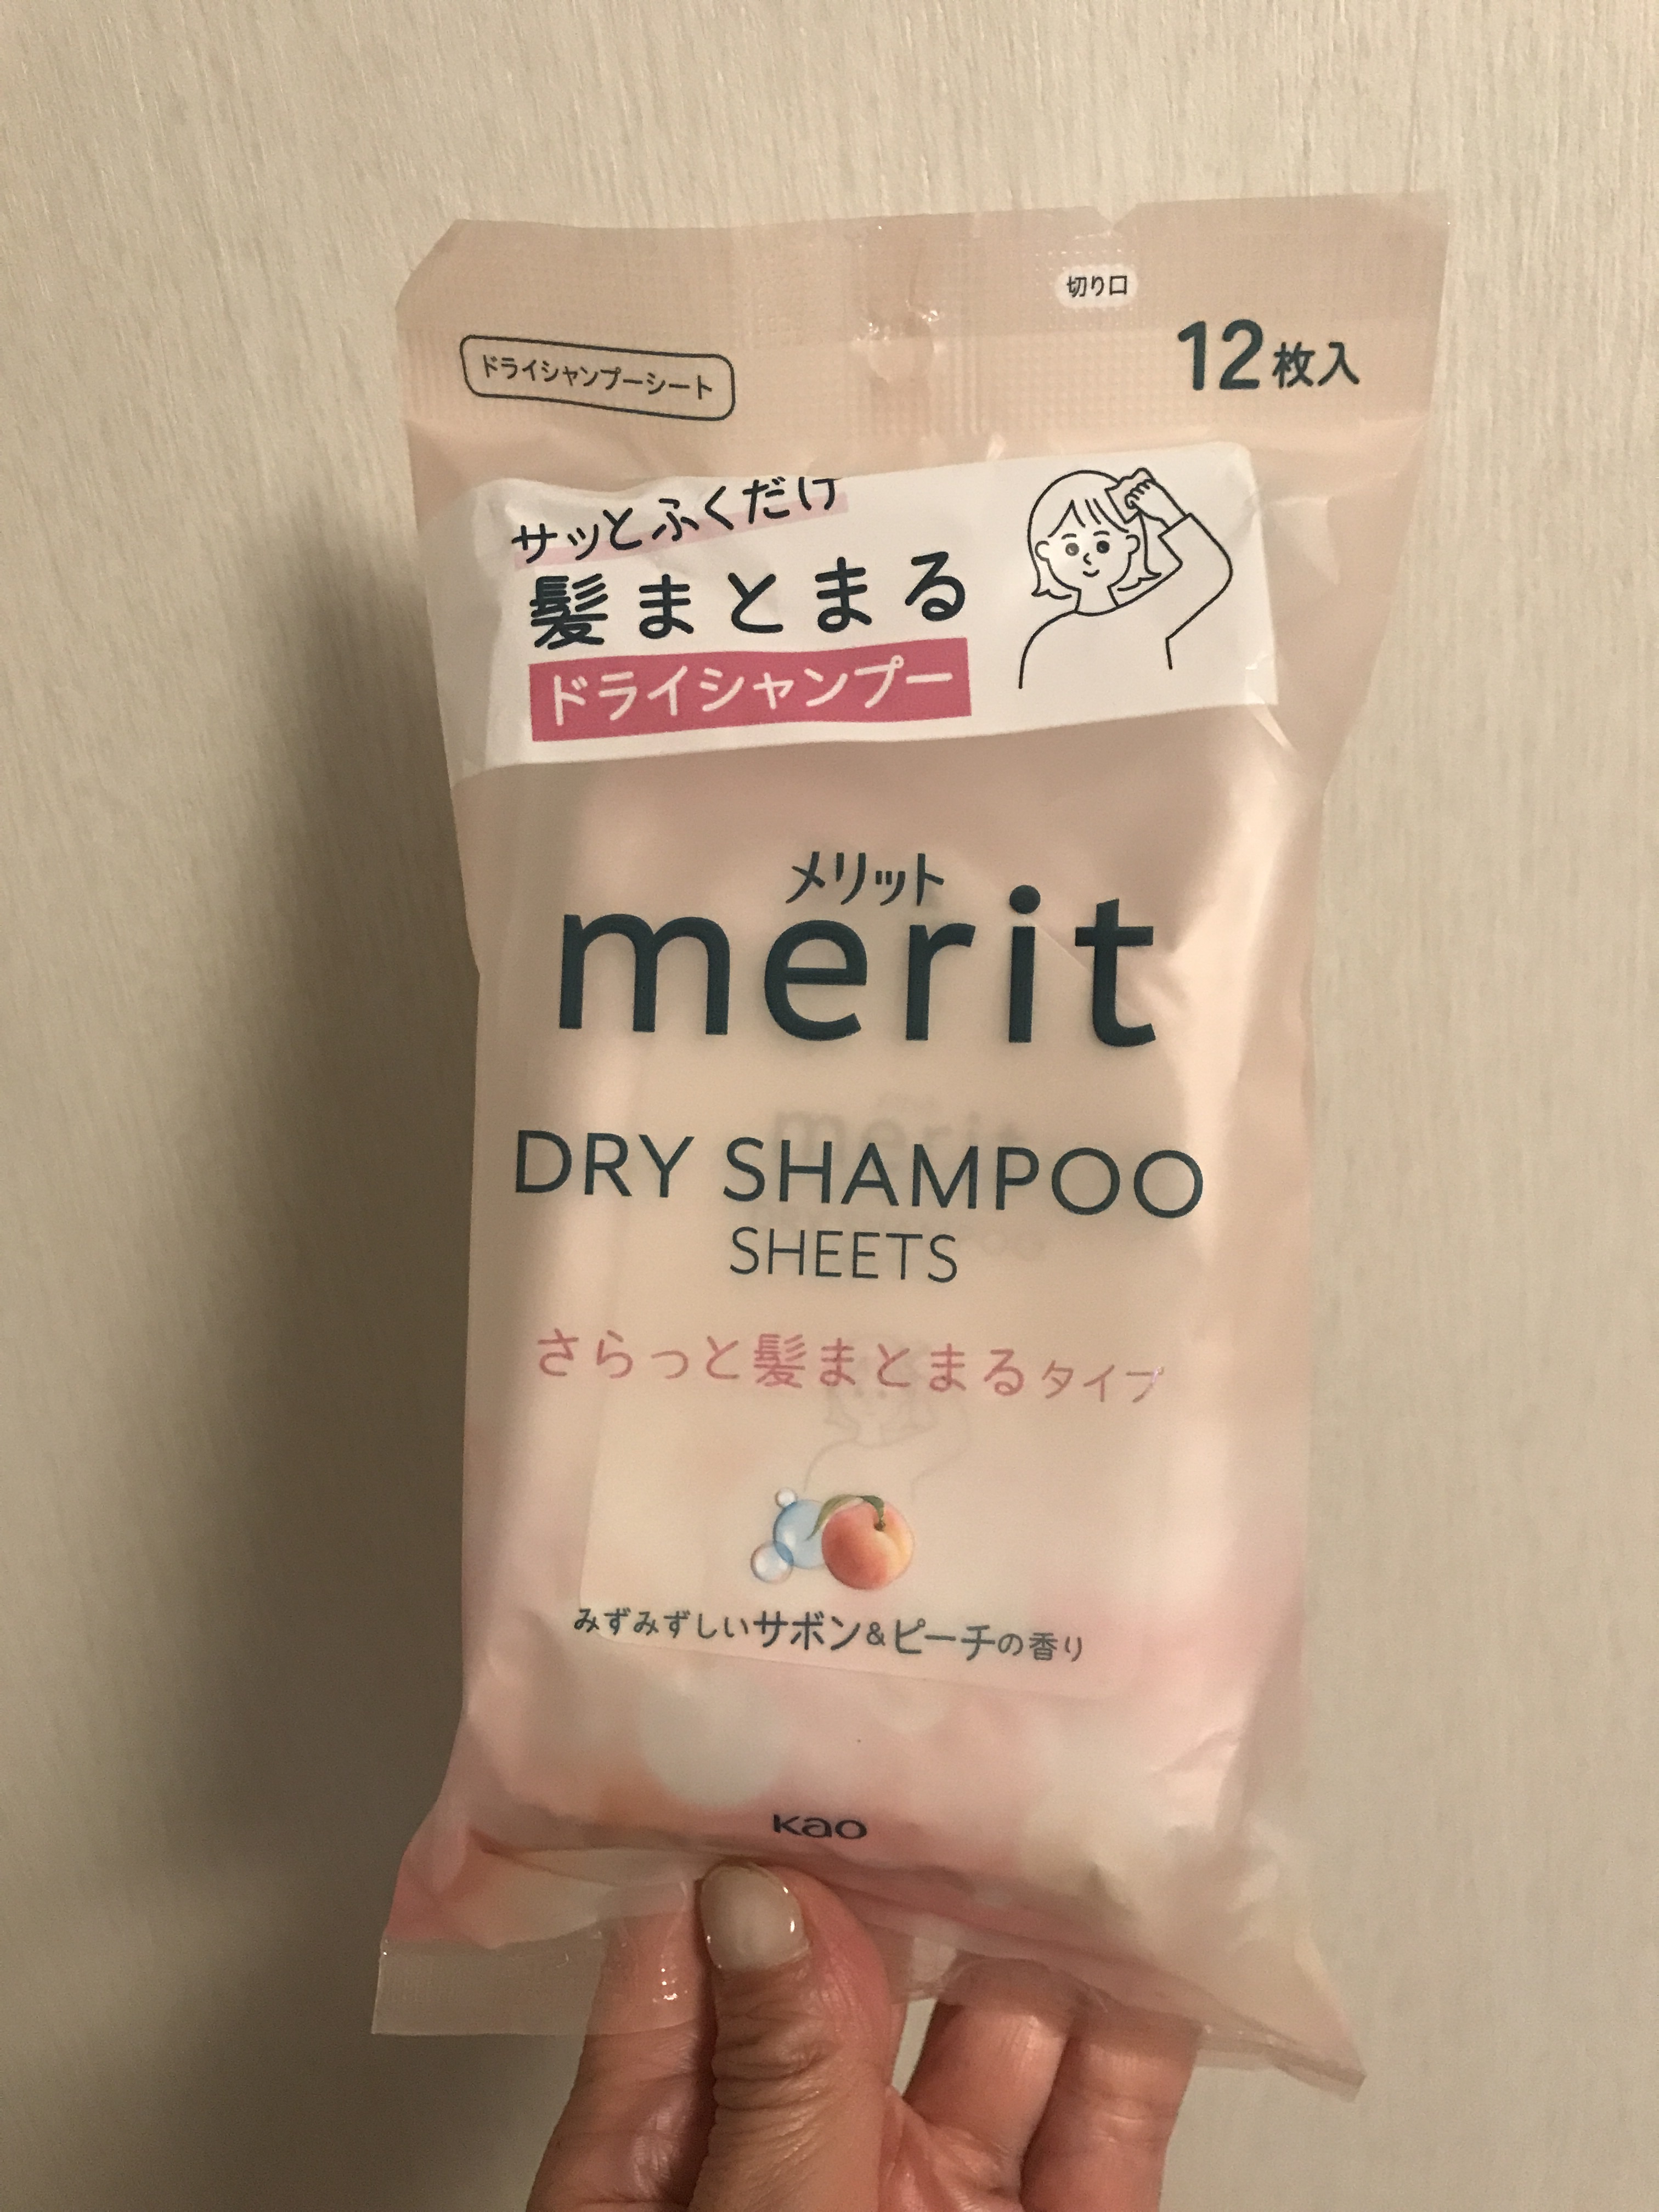 切り口
ドライシャンプーシート
12枚入
サッとふくだけ
髪まとまる
ドライシャンプー
メリット
merit
DRY SHAMPOO
SHEETS
さらっと髪まとまるタイプ
みずみずしいサボン&ピーチの香り
Kao